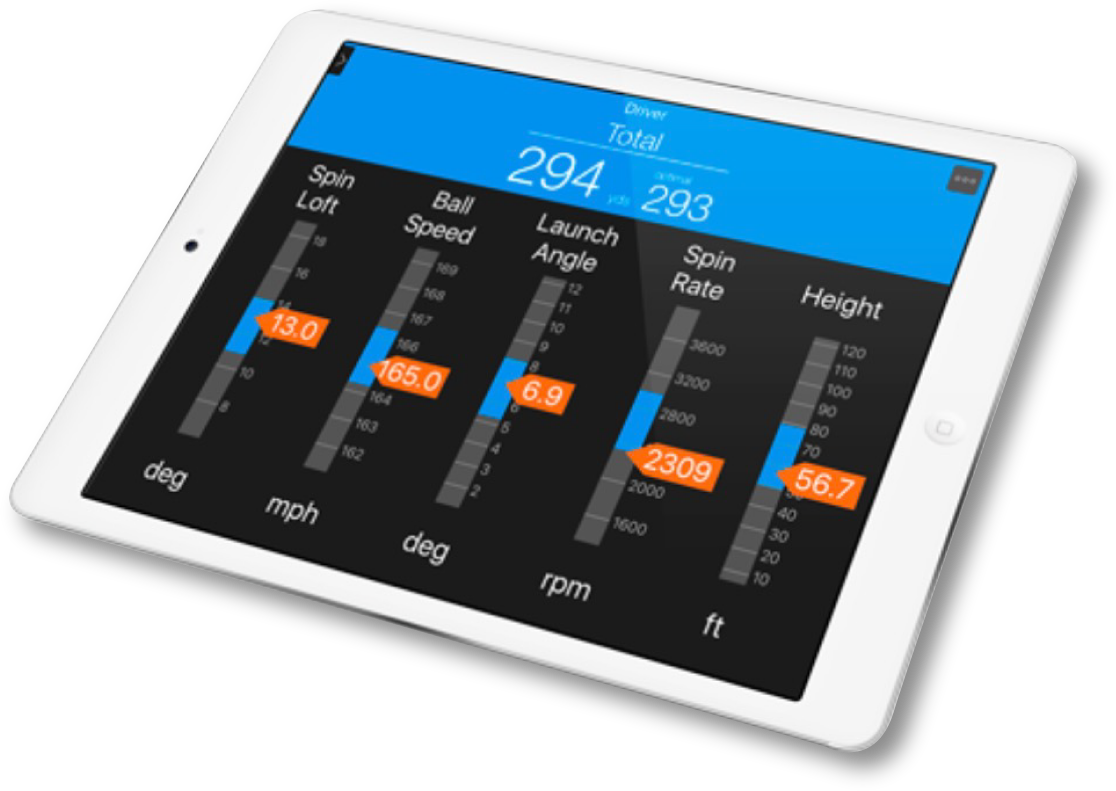 Driver
Total
294 yds
optimal
293
Spin
Loft
18
16
14
13.0
12
10
8
deg
Ball
Speed
169
168
167
166
165.0
164
163
162
mph
Launch
Angle
12
11
10
9
8
6.9
6
5
4
3
2
deg
Spin
Rate
3600
3200
2800
2309
2000
1600
rpm
Height
120
110
100
90
80
70
56.7
50
40
30
20
10
ft